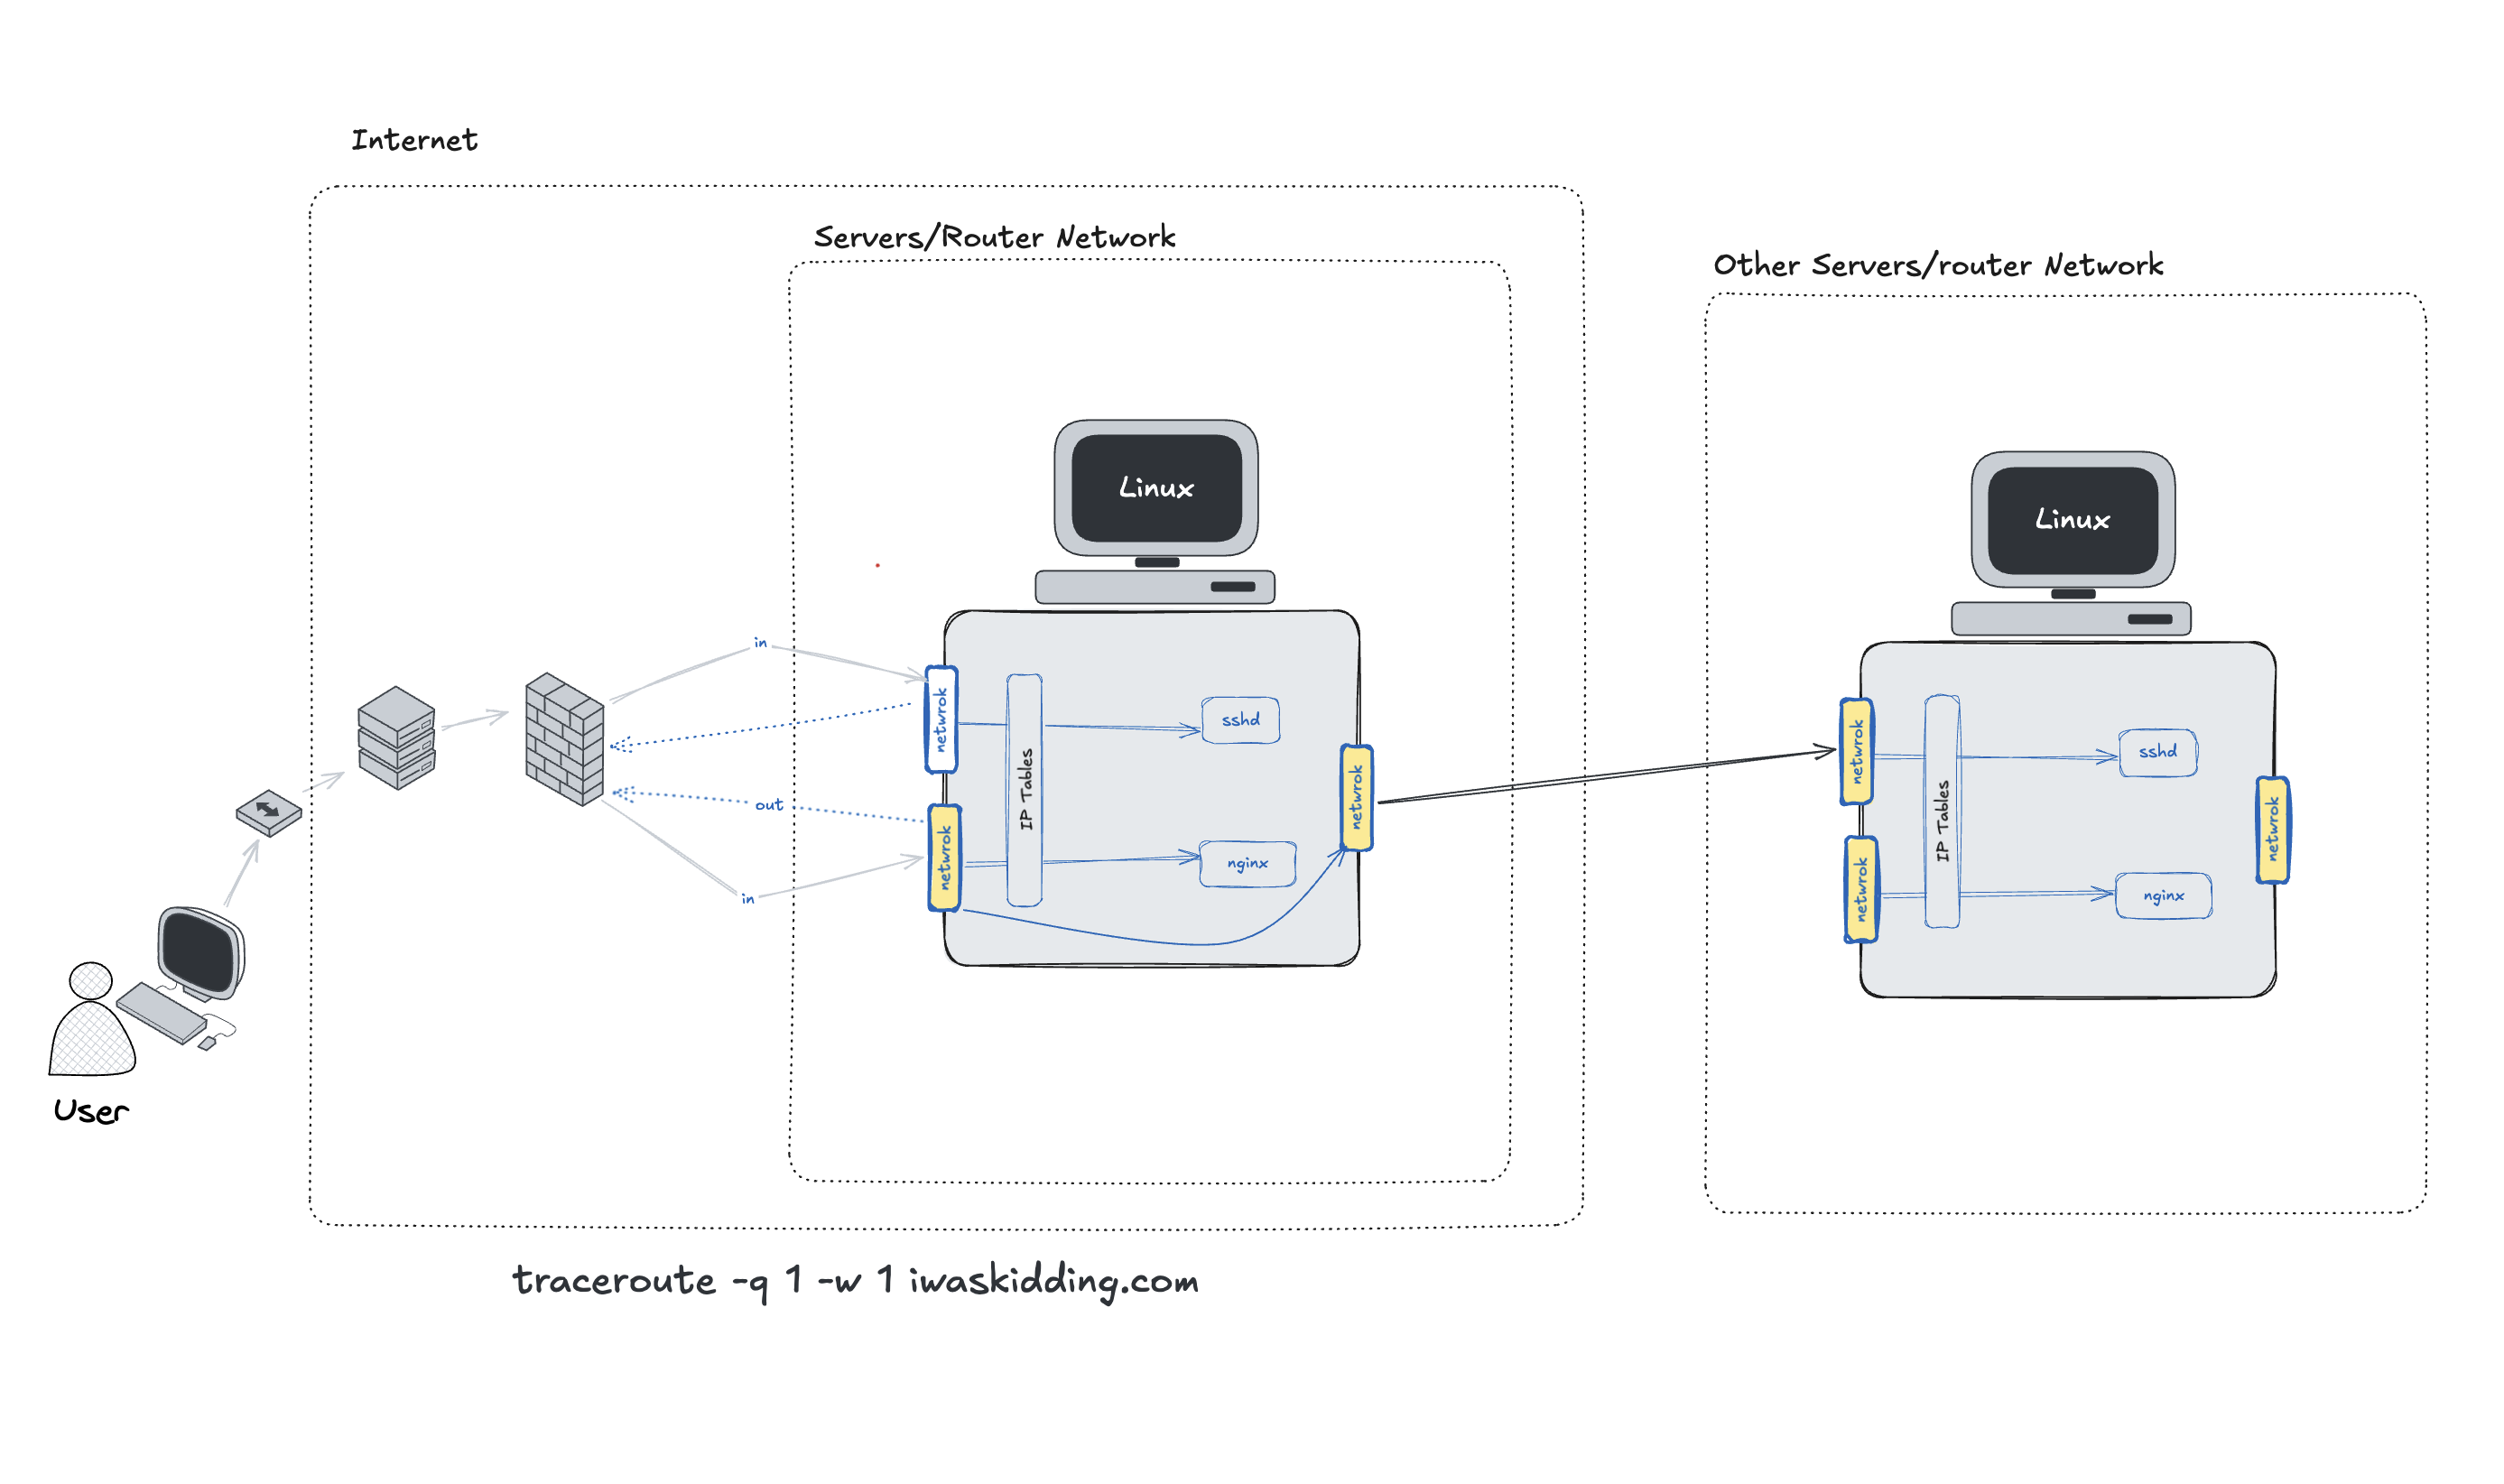 Internet
Servers/Router Network
Other Servers/router Network
Linux
Linux
in
netwrok
IP Tables
sshd
netwrok
out
netwrok
nginx
in
netwrok
IP Tables
sshd
netwrok
netwrok
nginx
User
traceroute -q 1 -w 1 iwaskidding.com